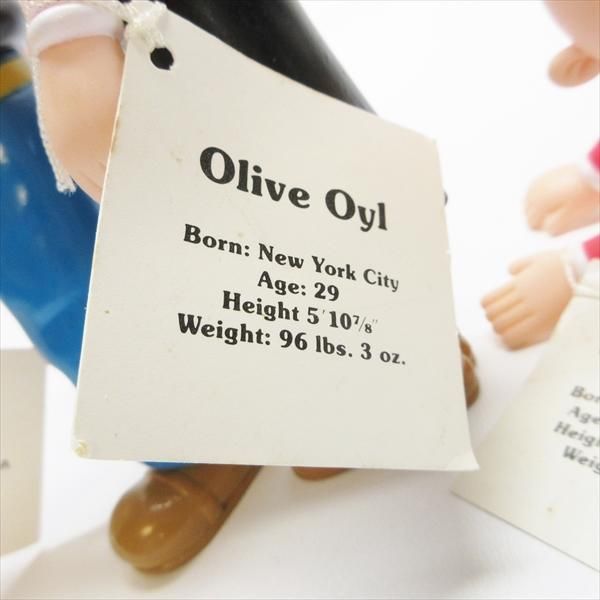 Olive Oyl
Born: New York City
Age: 29
Height 5'10⅞"
Weight: 96 lbs. 3 oz.